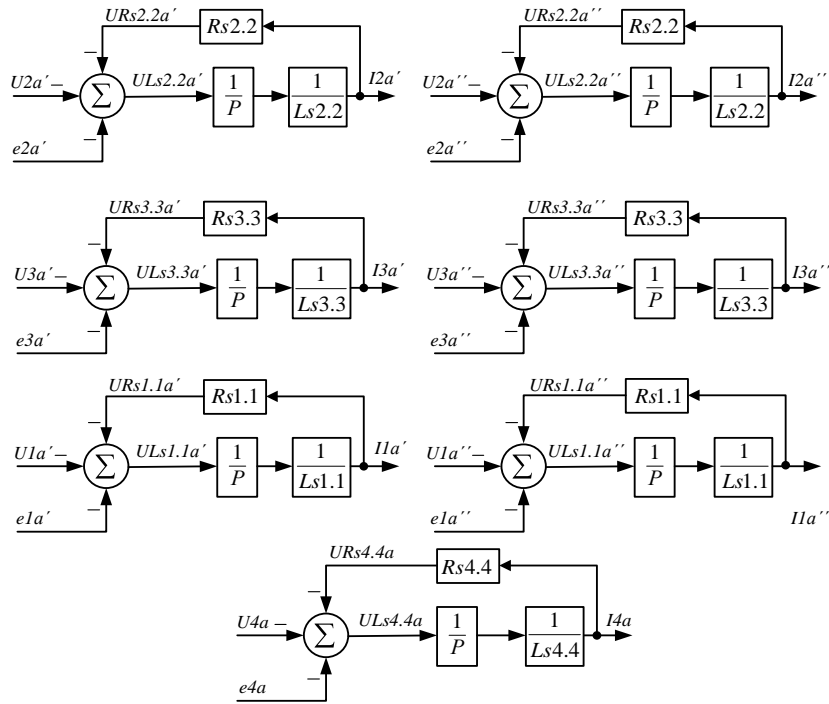 URs2.2a′
Rs2.2
U2a′ −
−
Σ
ULs2.2a′
1
P
1
Ls2.2
I2a′
−
e2a′
URs2.2a′′
Rs2.2
U2a′′ −
−
Σ
ULs2.2a′′
1
P
1
Ls2.2
I2a′′
−
e2a′′
URs3.3a′
Rs3.3
U3a′ −
−
Σ
ULs3.3a′
1
P
1
Ls3.3
I3a′
−
e3a′
URs3.3a′′
Rs3.3
U3a′′ −
−
Σ
ULs3.3a′′
1
P
1
Ls3.3
I3a′′
−
e3a′′
URs1.1a′
Rs1.1
U1a′ −
−
Σ
ULs1.1a′
1
P
1
Ls1.1
I1a′
−
e1a′
URs1.1a′′
Rs1.1
U1a′′ −
−
Σ
ULs1.1a′′
1
P
1
Ls1.1
−
e1a′′
I1a′′
URs4.4a
Rs4.4
U4a −
−
Σ
ULs4.4a
1
P
1
Ls4.4
I4a
−
e4a